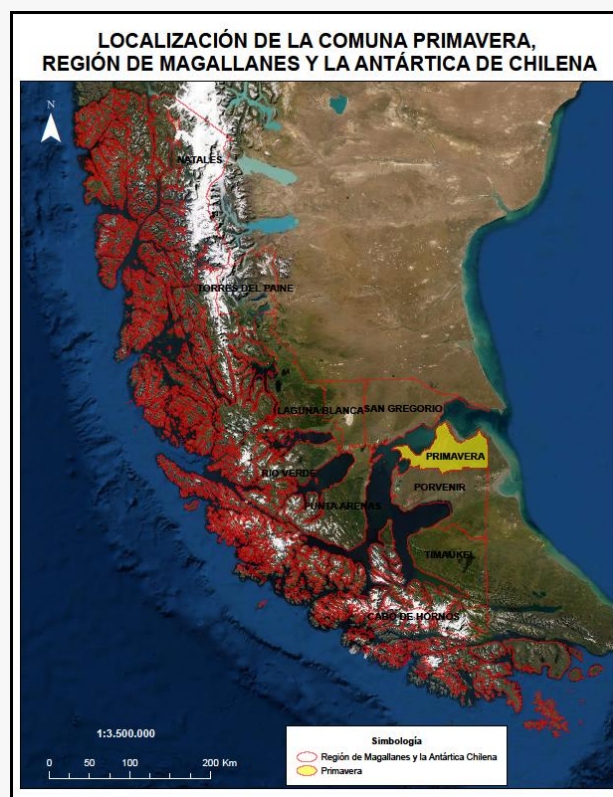 LOCALIZACIÓN DE LA COMUNA PRIMAVERA,
REGIÓN DE MAGALLANES Y LA ANTÁRTICA DE CHILENA
N
NATALES
TORRES DEL PAINE
LAGUNA BLANCA
SAN GREGORIO
PRIMAVERA
RIO VERDE
PORVENIR
PUNTA ARENAS
TIMAUKEL
CABO DE HORNOS
1:3.500.000
0 50 100 200 Km
Simbología
Región de Magallanes y la Antártica Chilena
Primavera